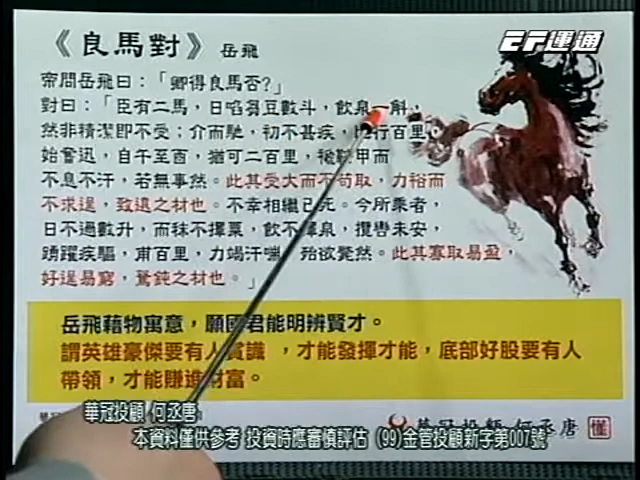 《良馬對》 岳飛
EF運通
帝問岳飛曰：「卿得良馬否?」
對曰：「臣有二馬，日啗芻豆數斗，飲泉一斛，
然非精潔即不受；介而馳，初不甚疾，比行百里
始奮迅，自午至酉，猶可二百里，褫鞍甲而
不息不汗，若無事然。此其受大而不苟取，力裕而
不求逞，致遠之材也。不幸相繼已死。今所乘者，
日不過數升，而秣不擇粟，飲不擇泉，攬轡未安，
踴躍疾驅，甫百里，力竭汗喘，殆欲斃然。此其寡取易盈，
好逞易窮，駑鈍之材也。」
岳飛藉物寓意，願國君能明辨賢才。
謂英雄豪傑要有人賞識 ，才能發揮才能，底部好股要有人
帶領，才能賺進財富。
華冠投顧 何丞唐
華冠投顧 何丞唐 懂
本資料僅供參考 投資時應審慎評估 (99)金管投顧新字第007號